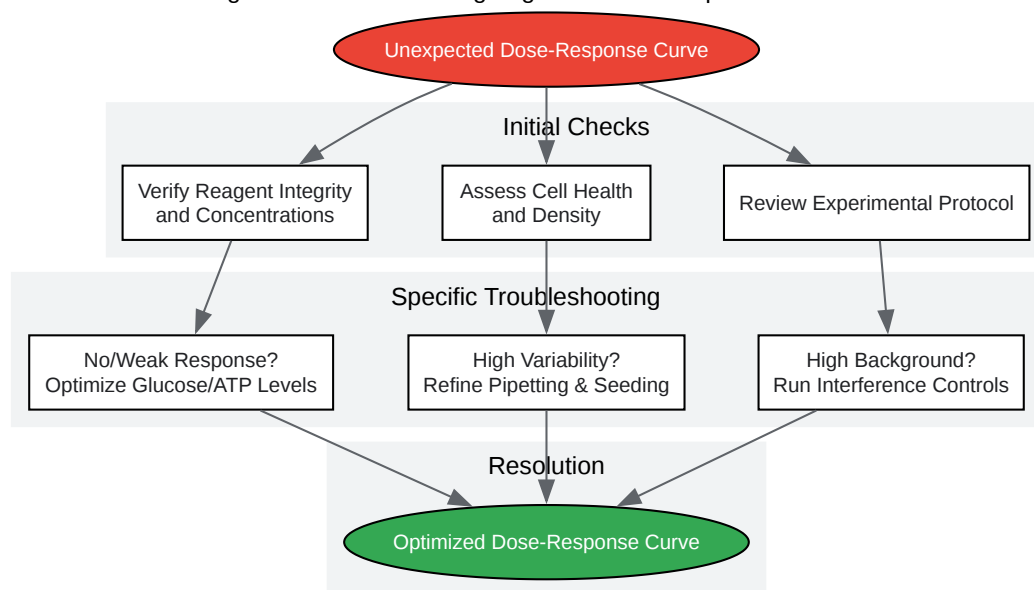 Unexpected Dose-Response Curve
Initial Checks
Verify Reagent Integrity
and Concentrations
Assess Cell Health
and Density
Review Experimental Protocol
Specific Troubleshooting
No/Weak Response?
Optimize Glucose/ATP Levels
High Variability?
Refine Pipetting & Seeding
High Background?
Run Interference Controls
Resolution
Optimized Dose-Response Curve